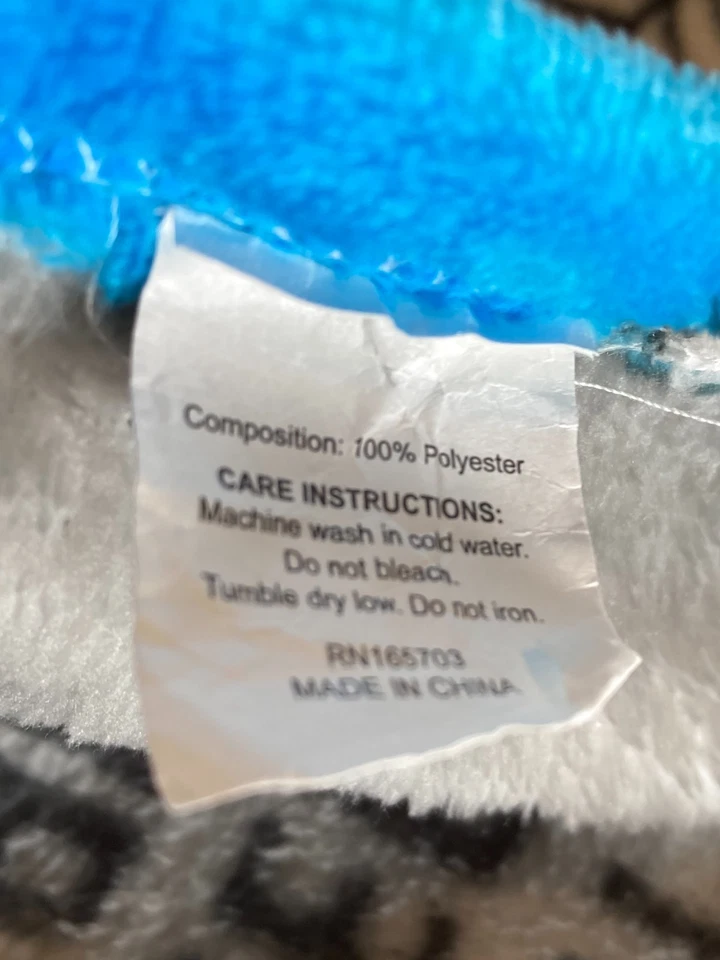 Composition: 100% Polyester
CARE INSTRUCTIONS:
Machine wash in cold water.
Do not bleach.
Tumble dry low. Do not iron.
RN165703
MADE IN CHINA